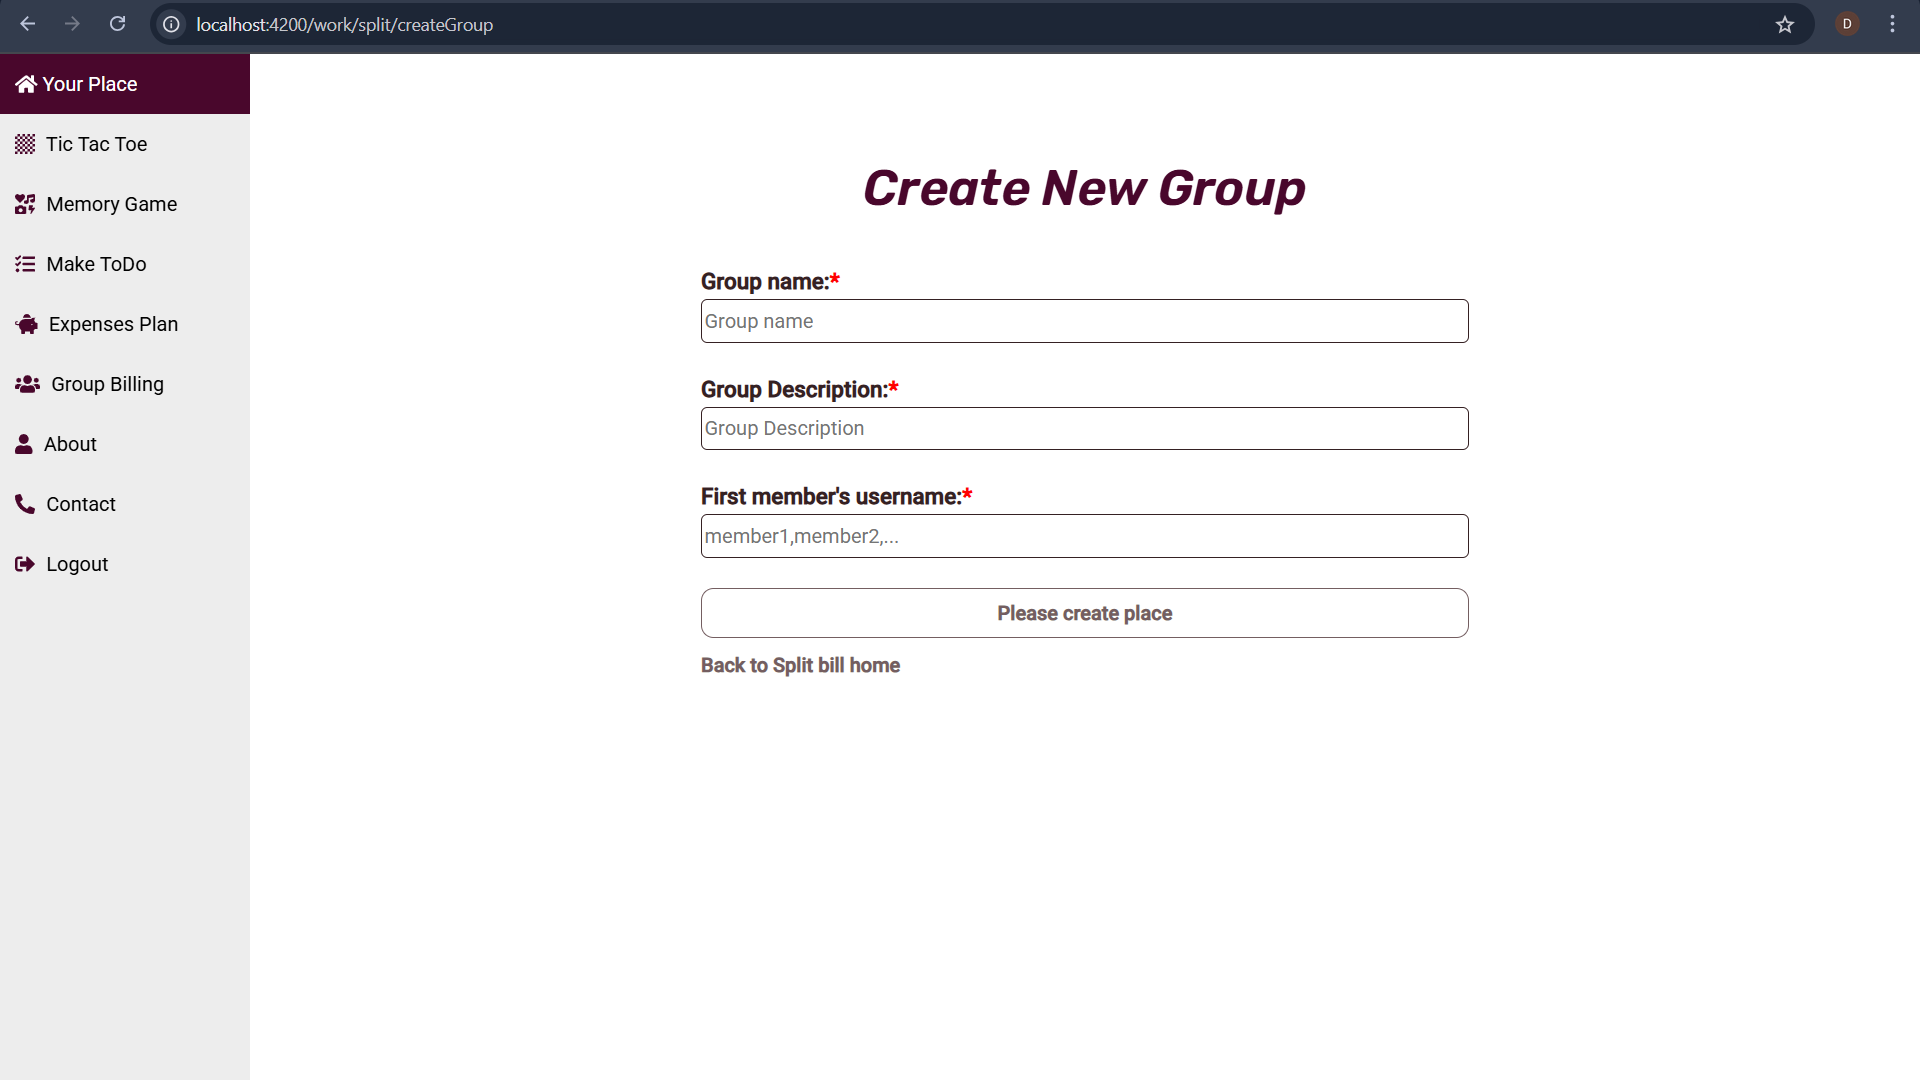 localhost:4200/work/split/createGroup
D
Your Place
Tic Tac Toe
Memory Game
Make ToDo
Expenses Plan
Group Billing
About
Contact
Logout
Create New Group
Group name:*
Group name
Group Description:*
Group Description
First member's username:*
member1,member2,...
Please create place
Back to Split bill home